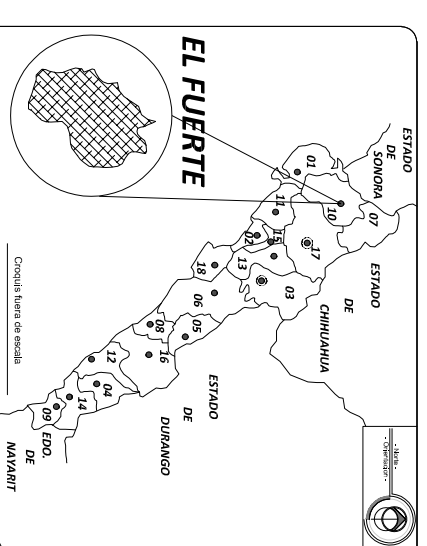 ESTADO
DE
SONORA
ESTADO
DE
CHIHUAHUA
- Norte -
07
01
10
17
11
15
02
13
03
EL FUERTE
18
06
05
08
16
ESTADO
DE
DURANGO
12
04
14
09
EDO.
DE
NAYARIT
Croquis fuera de escala